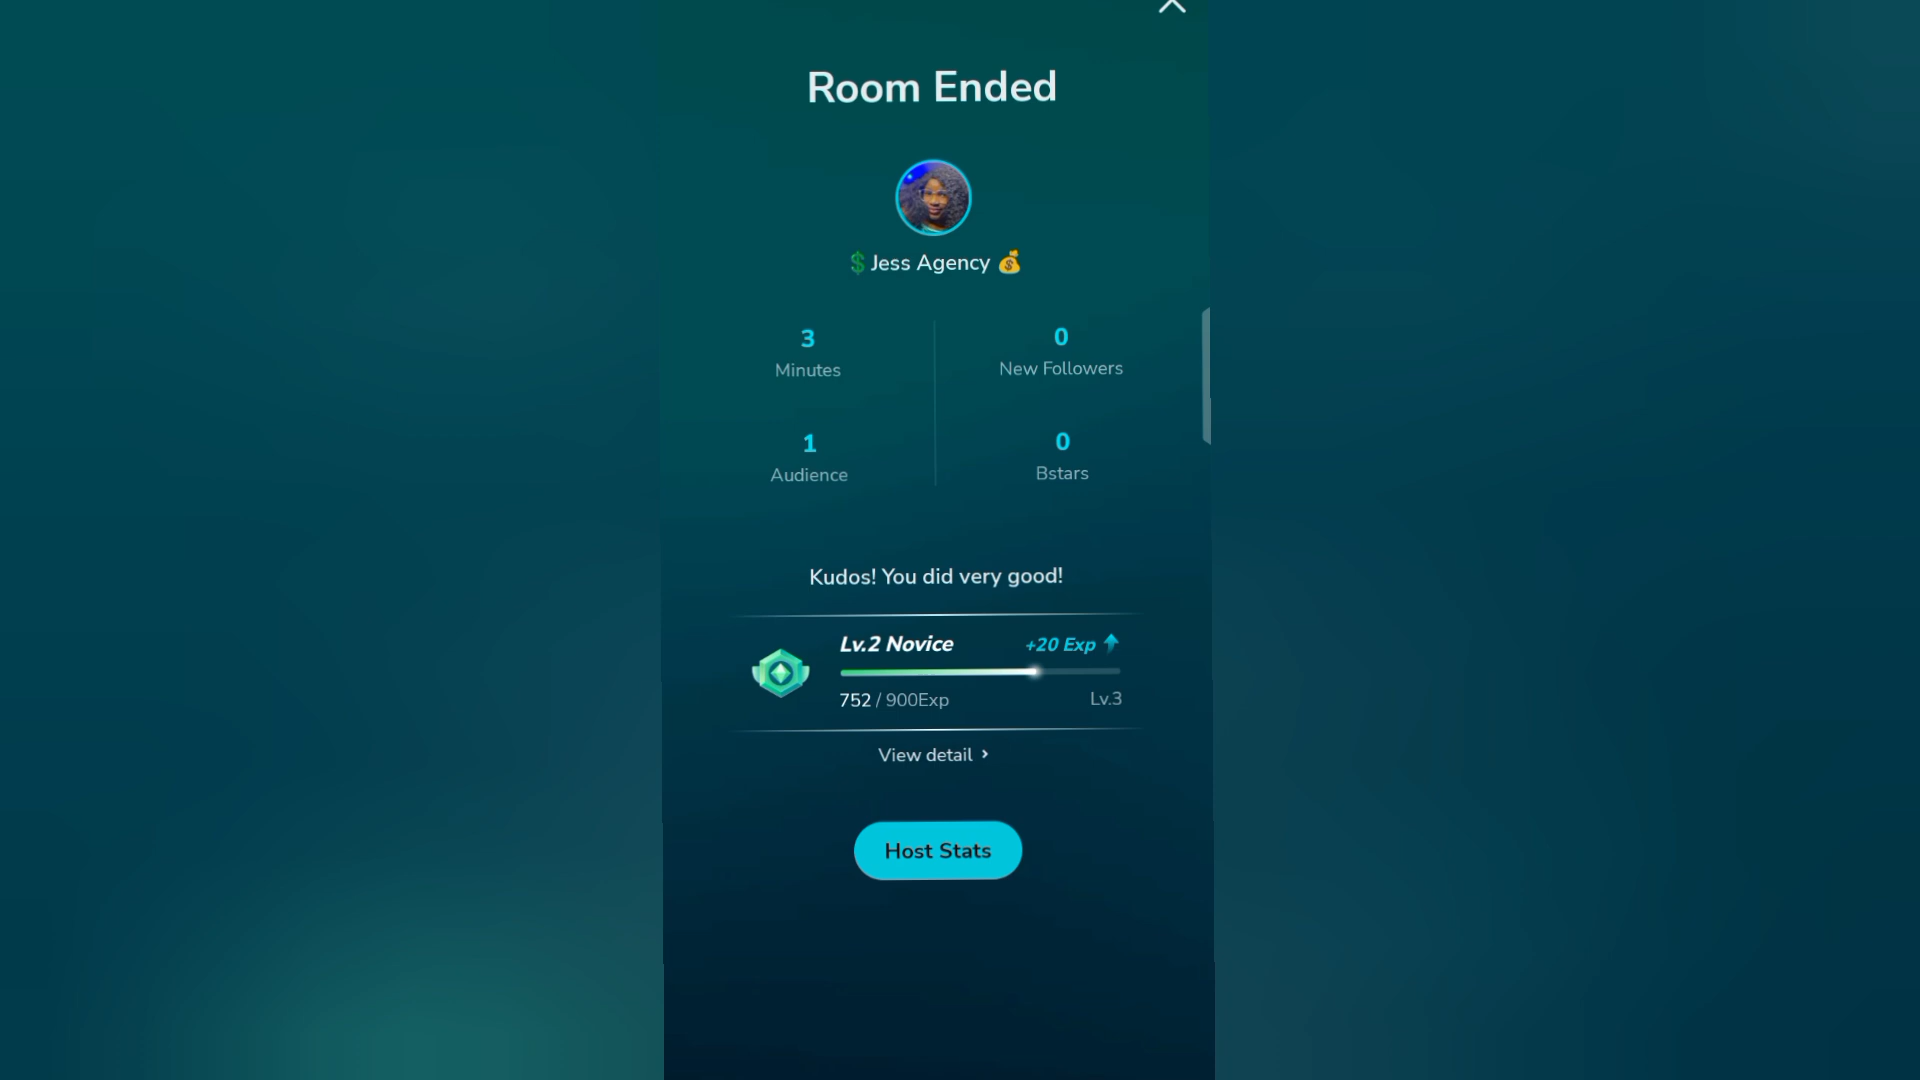 Room Ended
💲Jess Agency 💰
3
Minutes
0
New Followers
1
Audience
0
Bstars
Kudos! You did very good!
Lv.2 Novice
+20 Exp
752 / 900Exp
Lv.3
View detail
Host Stats